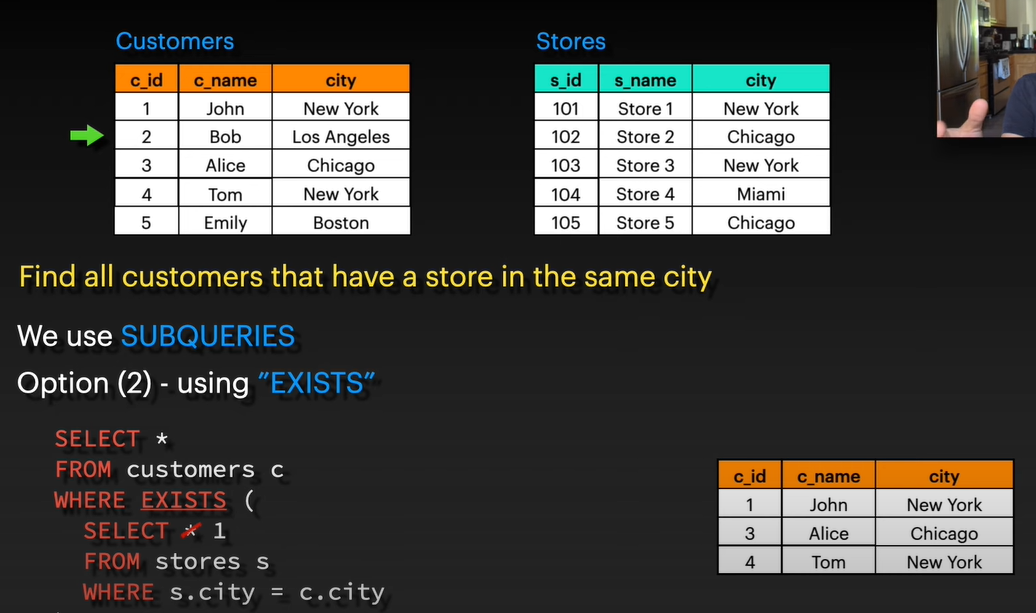 Customers
c_id c_name city
1 John New York
2 Bob Los Angeles
3 Alice Chicago
4 Tom New York
5 Emily Boston
Stores
s_id s_name city
101 Store 1 New York
102 Store 2 Chicago
103 Store 3 New York
104 Store 4 Miami
105 Store 5 Chicago
Find all customers that have a store in the same city
We use SUBQUERIES
Option (2) - using "EXISTS"
SELECT *
FROM customers c
WHERE EXISTS (
SELECT * 1
FROM stores s
WHERE s.city = c.city
c_id c_name city
1 John New York
3 Alice Chicago
4 Tom New York